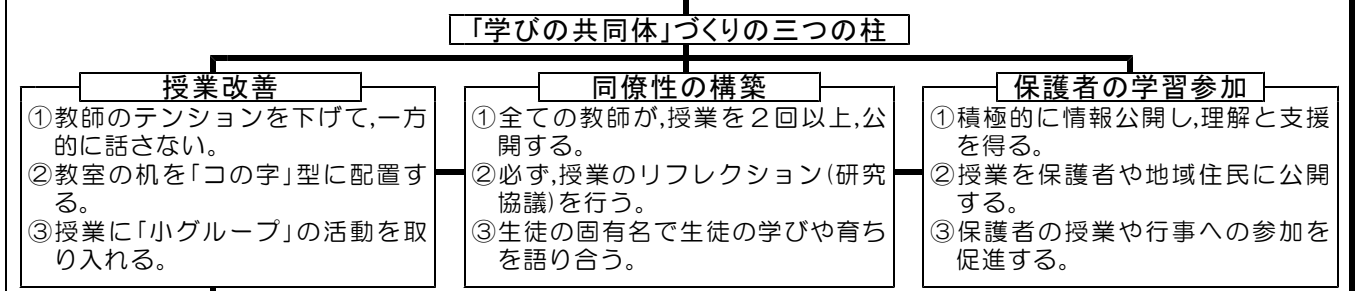 「学びの共同体」づくりの三つの柱
授業改善
①教師のテンションを下げて,一方
的に話さない。
②教室の机を「コの字」型に配置す
る。
③授業に「小グループ」の活動を取
り入れる。
同僚性の構築
①全ての教師が,授業を２回以上,公
開する。
②必ず,授業のリフレクション(研究
協議)を行う。
③生徒の固有名で生徒の学びや育ち
を語り合う。
保護者の学習参加
①積極的に情報公開し,理解と支援
を得る。
②授業を保護者や地域住民に公開
する。
③保護者の授業や行事への参加を
促進する。